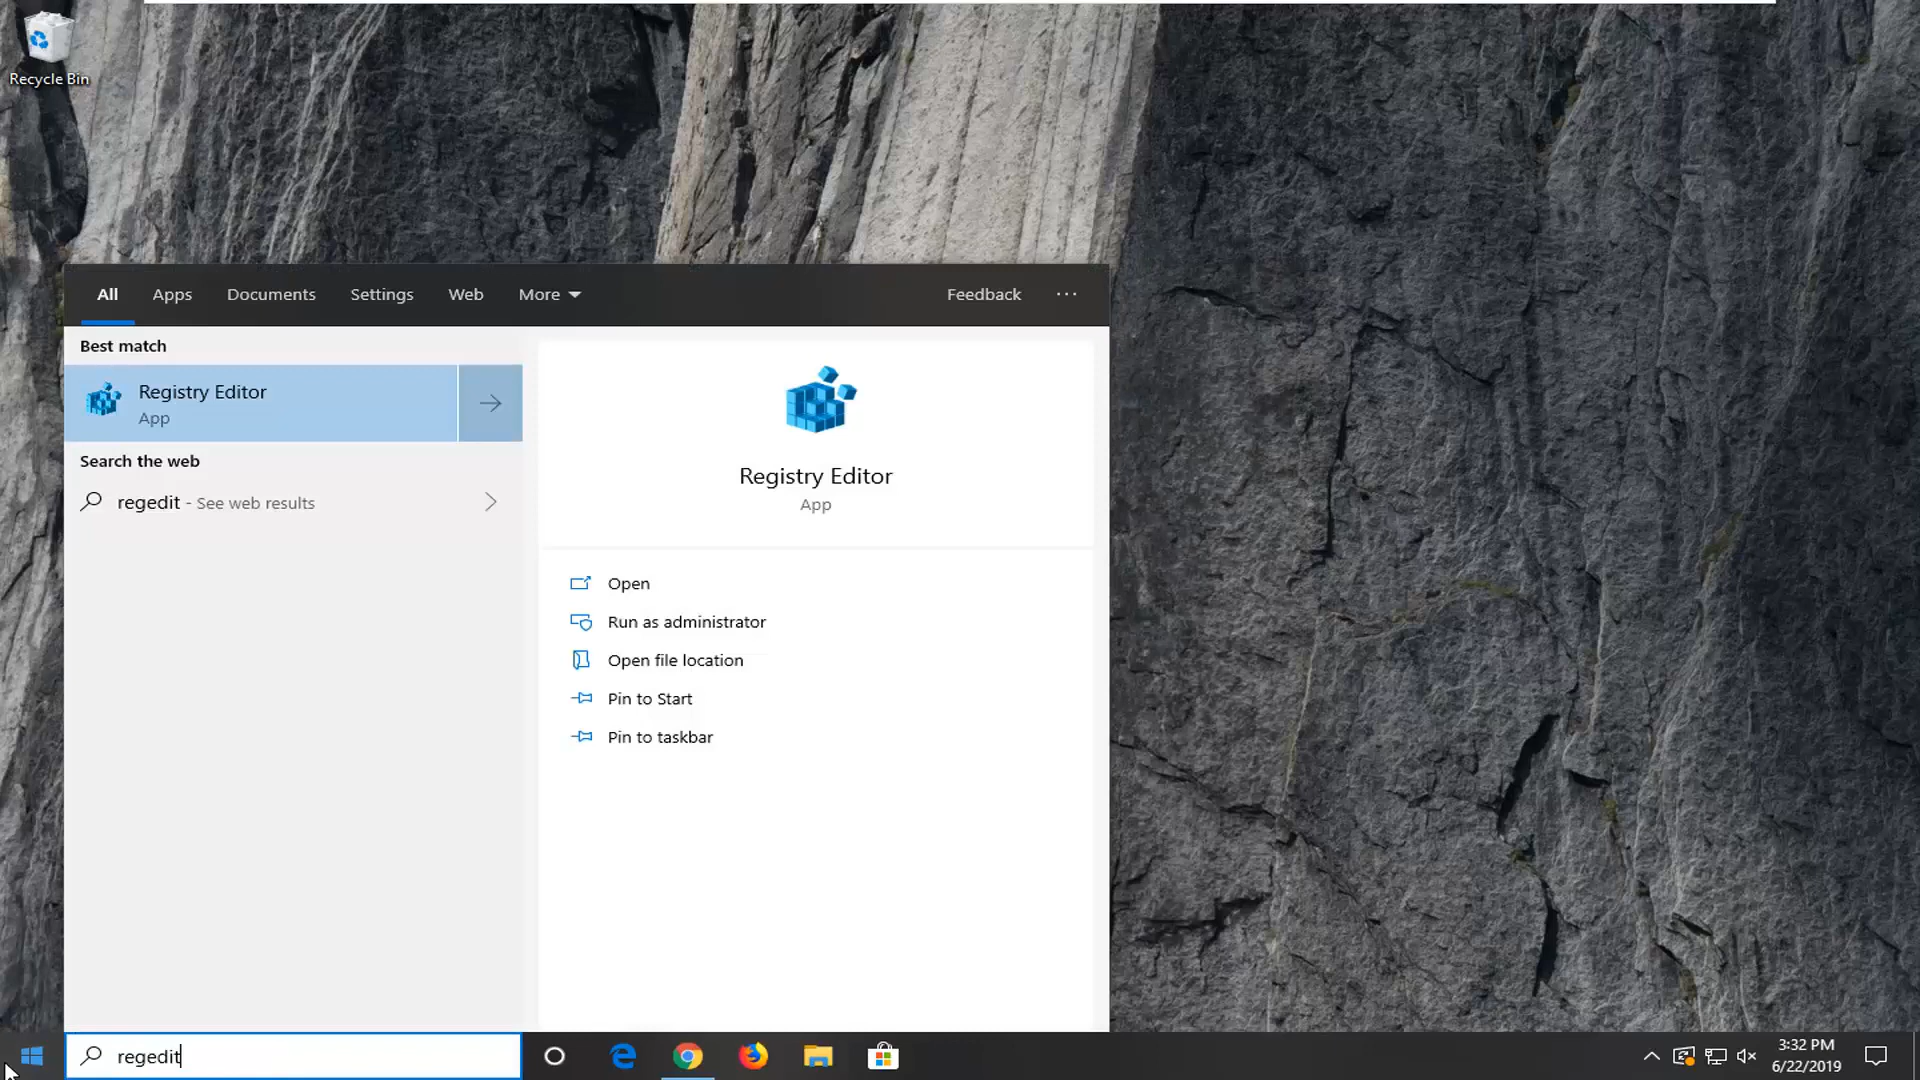 Recycle Bin
All Apps Documents Settings Web More Feedback ...
Best match
Registry Editor
App
Search the web
regedit - See web results
Registry Editor
App
Open
Run as administrator
Open file location
Pin to Start
Pin to taskbar
regedit
3:32 PM
6/22/2019